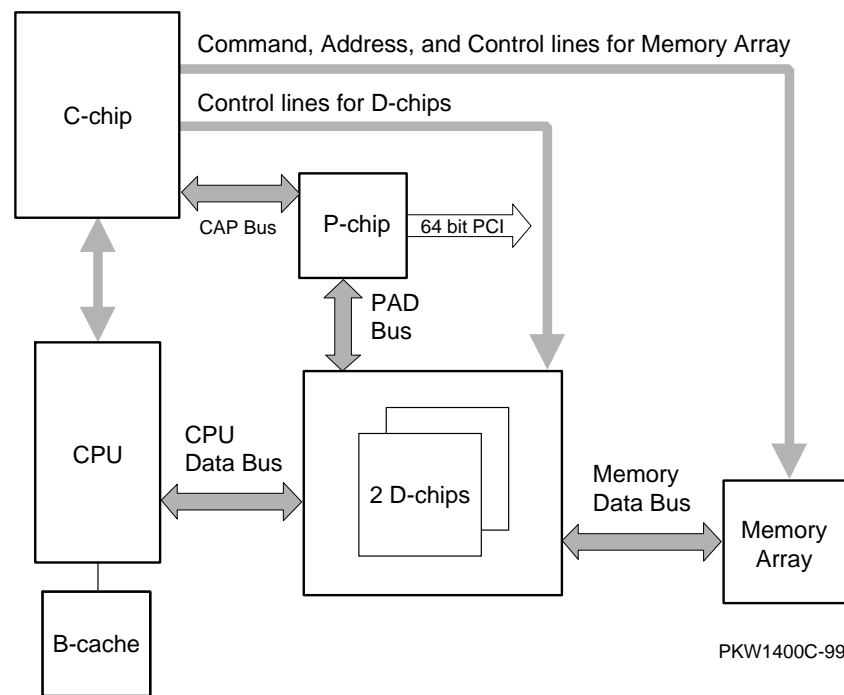 Command, Address, and Control lines for Memory Array
Control lines for D-chips
C-chip
CAP Bus
P-chip
64 bit PCI
PAD
Bus
CPU
CPU
Data Bus
2 D-chips
Memory
Data Bus
Memory
Array
B-cache
PKW1400C-99